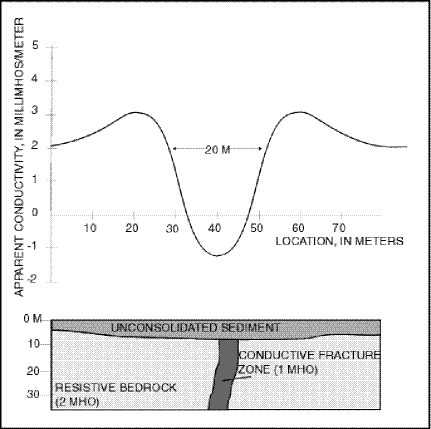 APPARENT CONDUCTIVITY, IN MILLIMHOS/METER
5
4
3
2
1
0
-1
-2
20 M
10 20 30 40 50 60 70
LOCATION, IN METERS
0 M
10
20
30
UNCONSOLIDATED SEDIMENT
CONDUCTIVE FRACTURE
ZONE (1 MHO)
RESISTIVE BEDROCK
(2 MHO)